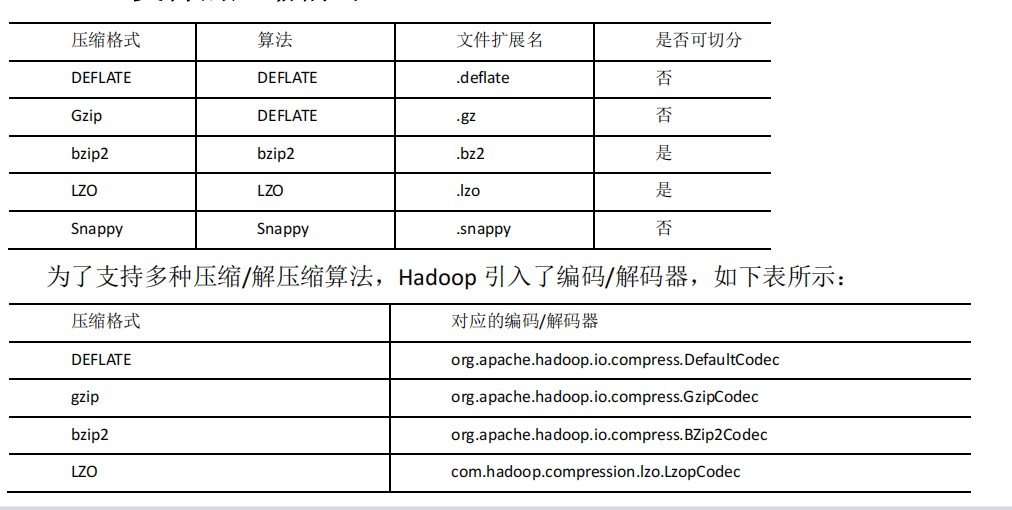 压缩格式 算法 文件扩展名 是否可切分
DEFLATE DEFLATE .deflate 否
Gzip DEFLATE .gz 否
bzip2 bzip2 .bz2 是
LZO LZO .lzo 是
Snappy Snappy .snappy 否
为了支持多种压缩/解压缩算法，Hadoop 引入了编码/解码器，如下表所示：
压缩格式 对应的编码/解码器
DEFLATE org.apache.hadoop.io.compress.DefaultCodec
gzip org.apache.hadoop.io.compress.GzipCodec
bzip2 org.apache.hadoop.io.compress.BZip2Codec
LZO com.hadoop.compression.lzo.LzopCodec